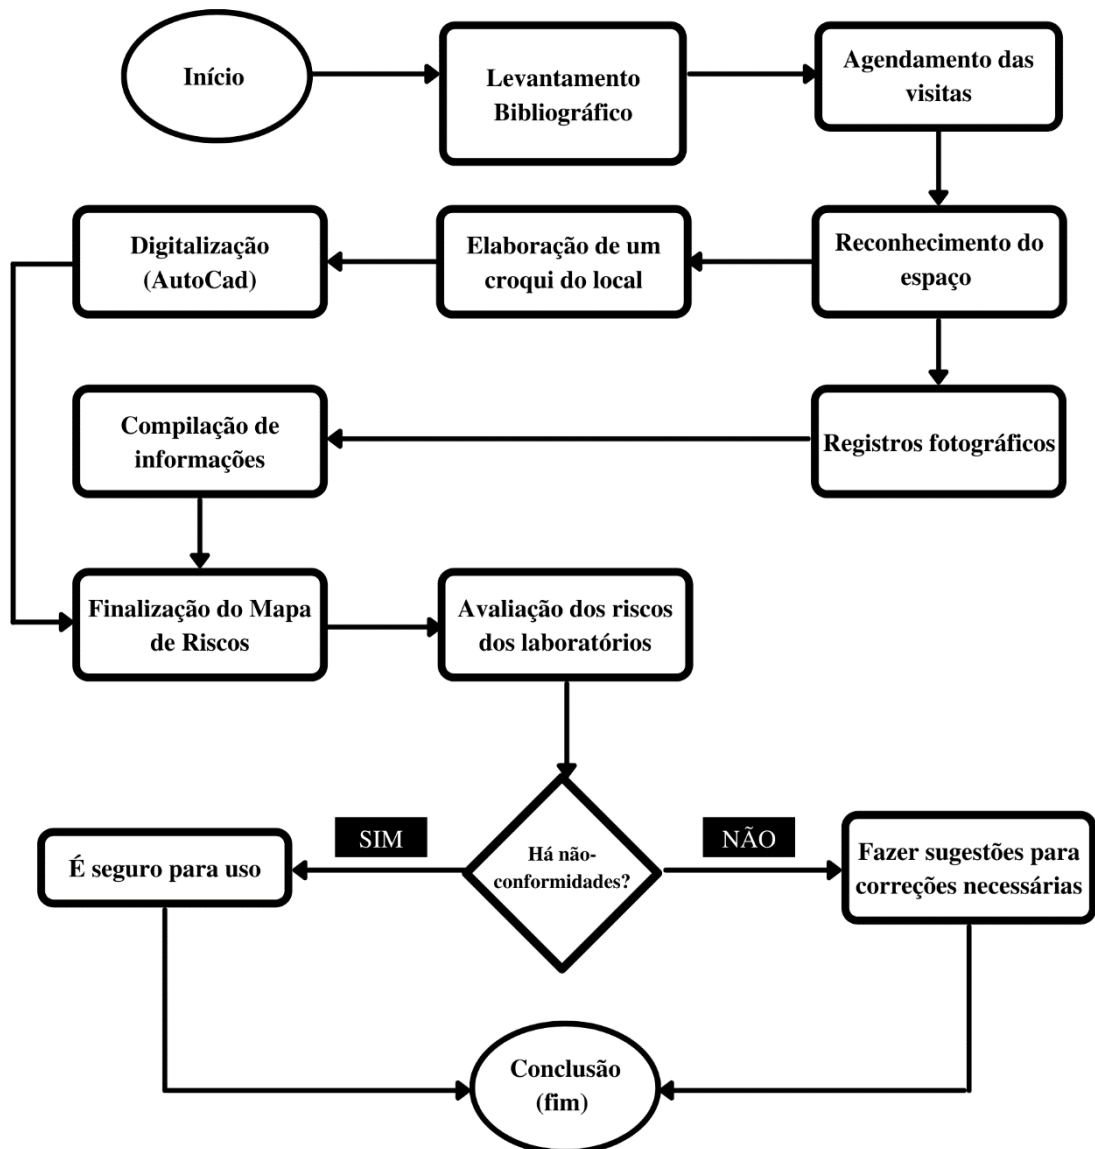 Início
Levantamento
Bibliográfico
Agendamento das
visitas
Digitalização
(AutoCad)
Elaboração de um
croqui do local
Reconhecimento do
espaço
Compilação de
informações
Registros fotográficos
Finalização do Mapa
de Riscos
Avaliação dos riscos
dos laboratórios
SIM
NÃO
É seguro para uso
Há não-
conformidades?
Fazer sugestões para
correções necessárias
Conclusão
(fim)